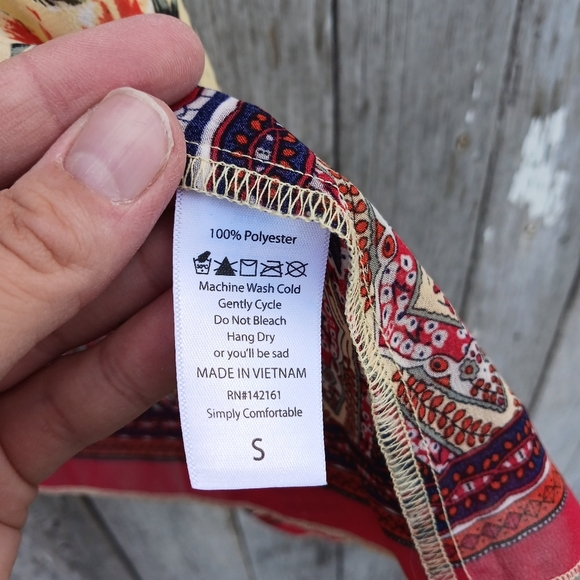 100% Polyester
Machine Wash Cold
Gently Cycle
Do Not Bleach
Hang Dry
or you'll be sad
MADE IN VIETNAM
RN#142161
Simply Comfortable
S